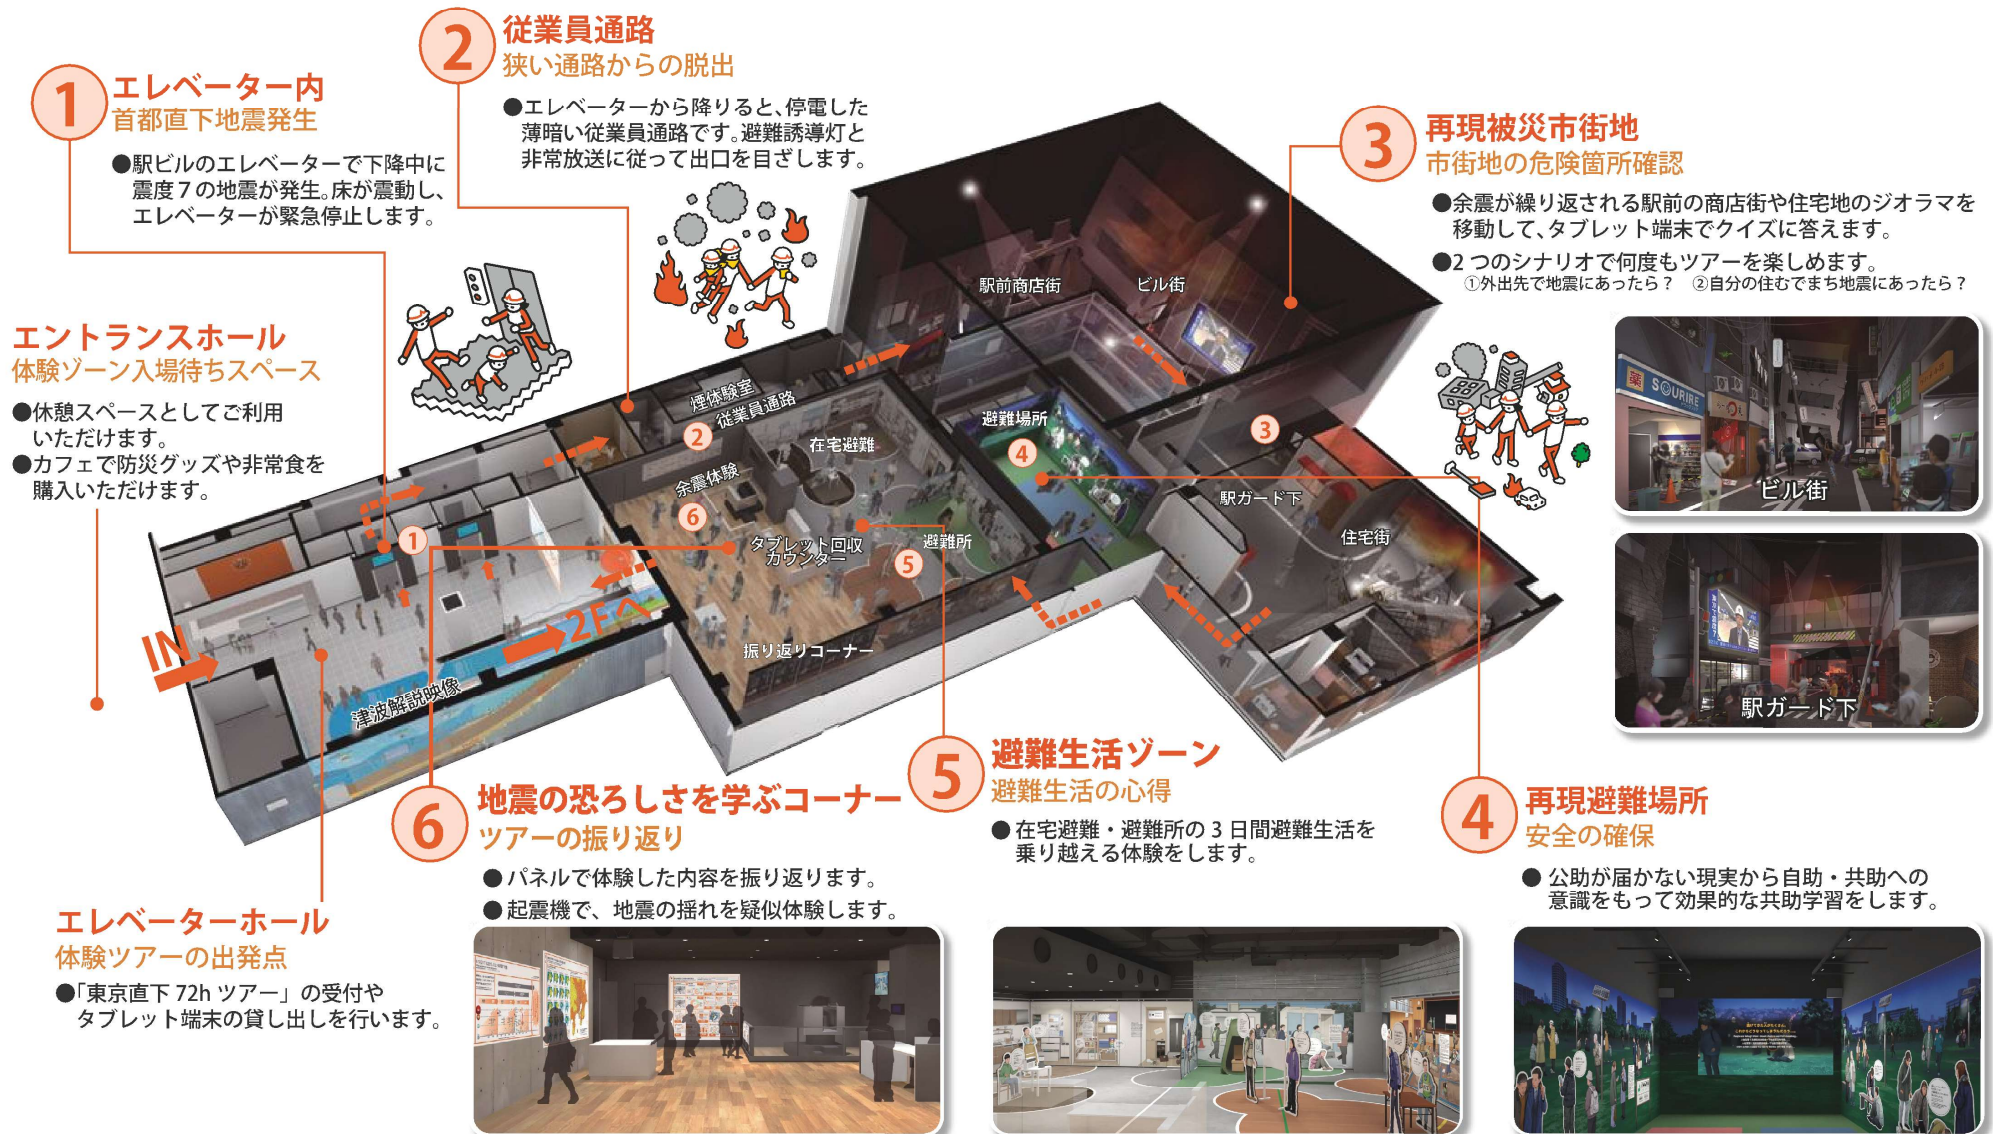 1
エレベーター内
首都直下地震発生
●駅ビルのエレベーターで下降中に
震度7の地震が発生。床が震動し、
エレベーターが緊急停止します。
2
従業員通路
狭い通路からの脱出
●エレベーターから降りると、停電した
薄暗い従業員通路です。避難誘導灯と
非常放送に従って出口を目ざします。
3
再現被災市街地
市街地の危険箇所確認
●余震が繰り返される駅前の商店街や住宅地のジオラマを
移動して、タブレット端末でクイズに答えます。
●2つのシナリオで何度もツアーを楽しめます。
①外出先で地震にあったら? ②自分の住むでまち地震にあったら?
エントランスホール
体験ゾーン入場待ちスペース
●休憩スペースとしてご利用
いただけます。
●カフェで防災グッズや非常食を
購入いただけます。
駅前商店街
ビル街
煙体験室
従業員通路
2
在宅避難
避難場所
4
3
余震体験
6
駅ガード下
住宅街
1
タブレット回収
カウンター
避難所
5
IN
2Fへ
振り返りコーナー
津波解説映像
薬 SOURIRE
ビル街
駅ガード下
エレベーターホール
体験ツアーの出発点
●「東京直下 72h ツアー」の受付や
タブレット端末の貸し出しを行います。
6
地震の恐ろしさを学ぶコーナー
ツアーの振り返り
●パネルで体験した内容を振り返ります。
●起震機で、地震の揺れを疑似体験します。
5
避難生活ゾーン
避難生活の心得
●在宅避難・避難所の3日間避難生活を
乗り越える体験をします。
4
再現避難場所
安全の確保
●公助が届かない現実から自助・共助への
意識をもって効果的な共助学習をします。